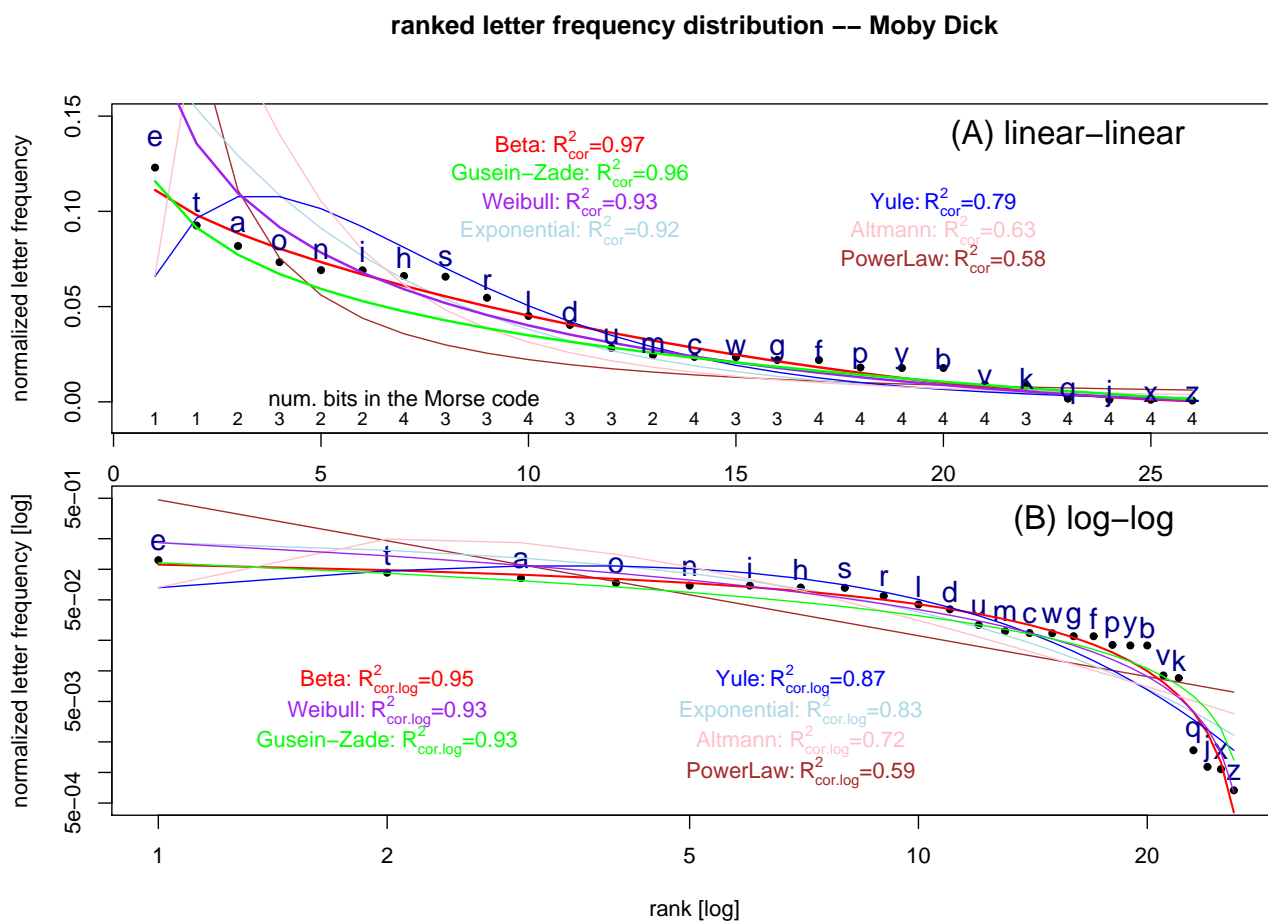 ranked letter frequency distribution −− Moby Dick
(A) linear−linear
Beta: R²cor=0.97
Gusein−Zade: R²cor=0.96
Weibull: R²cor=0.93
Exponential: R²cor=0.92
Yule: R²cor=0.79
Altmann: R²cor=0.63
PowerLaw: R²cor=0.58
normalized letter frequency
0.15
0.10
0.05
0.00
e t a o n i h s r l d u m c w g f p y b v k q j x z
num. bits in the Morse code
1 1 2 3 2 2 4 3 3 4 3 3 2 4 3 3 4 4 4 4 4 3 4 4 4 4
0 5 10 15 20 25
(B) log−log
normalized letter frequency [log]
5e−01
5e−02
5e−03
5e−04
e t a o n i h s r l d u m c w g f p y b v k q j x z
Beta: R²cor.log=0.95
Weibull: R²cor.log=0.93
Gusein−Zade: R²cor.log=0.93
Yule: R²cor.log=0.87
Exponential: R²cor.log=0.83
Altmann: R²cor.log=0.72
PowerLaw: R²cor.log=0.59
1 2 5 10 20
rank [log]